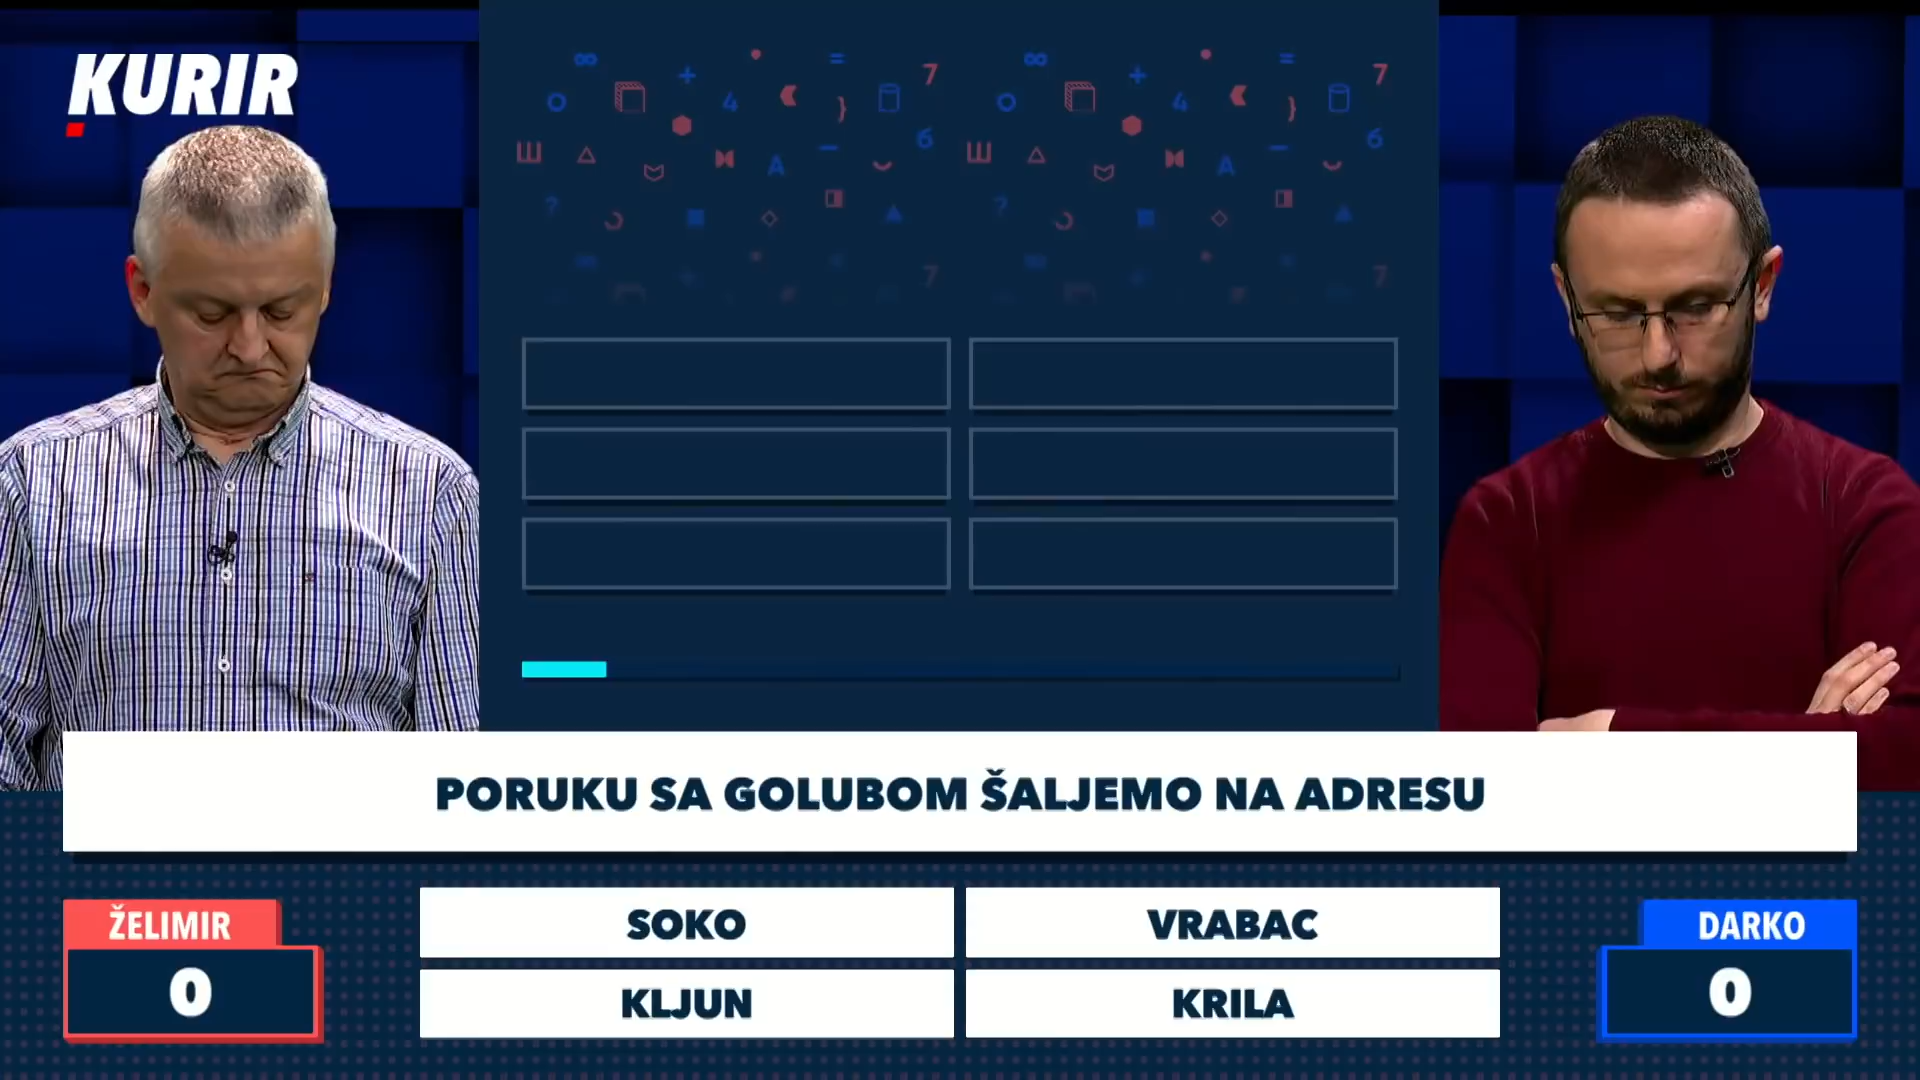 KURIR
PORUKU SA GOLUBOM ŠALJEMO NA ADRESU
ŽELIMIR
0
SOKO
VRABAC
KLJUN
KRILA
DARKO
0